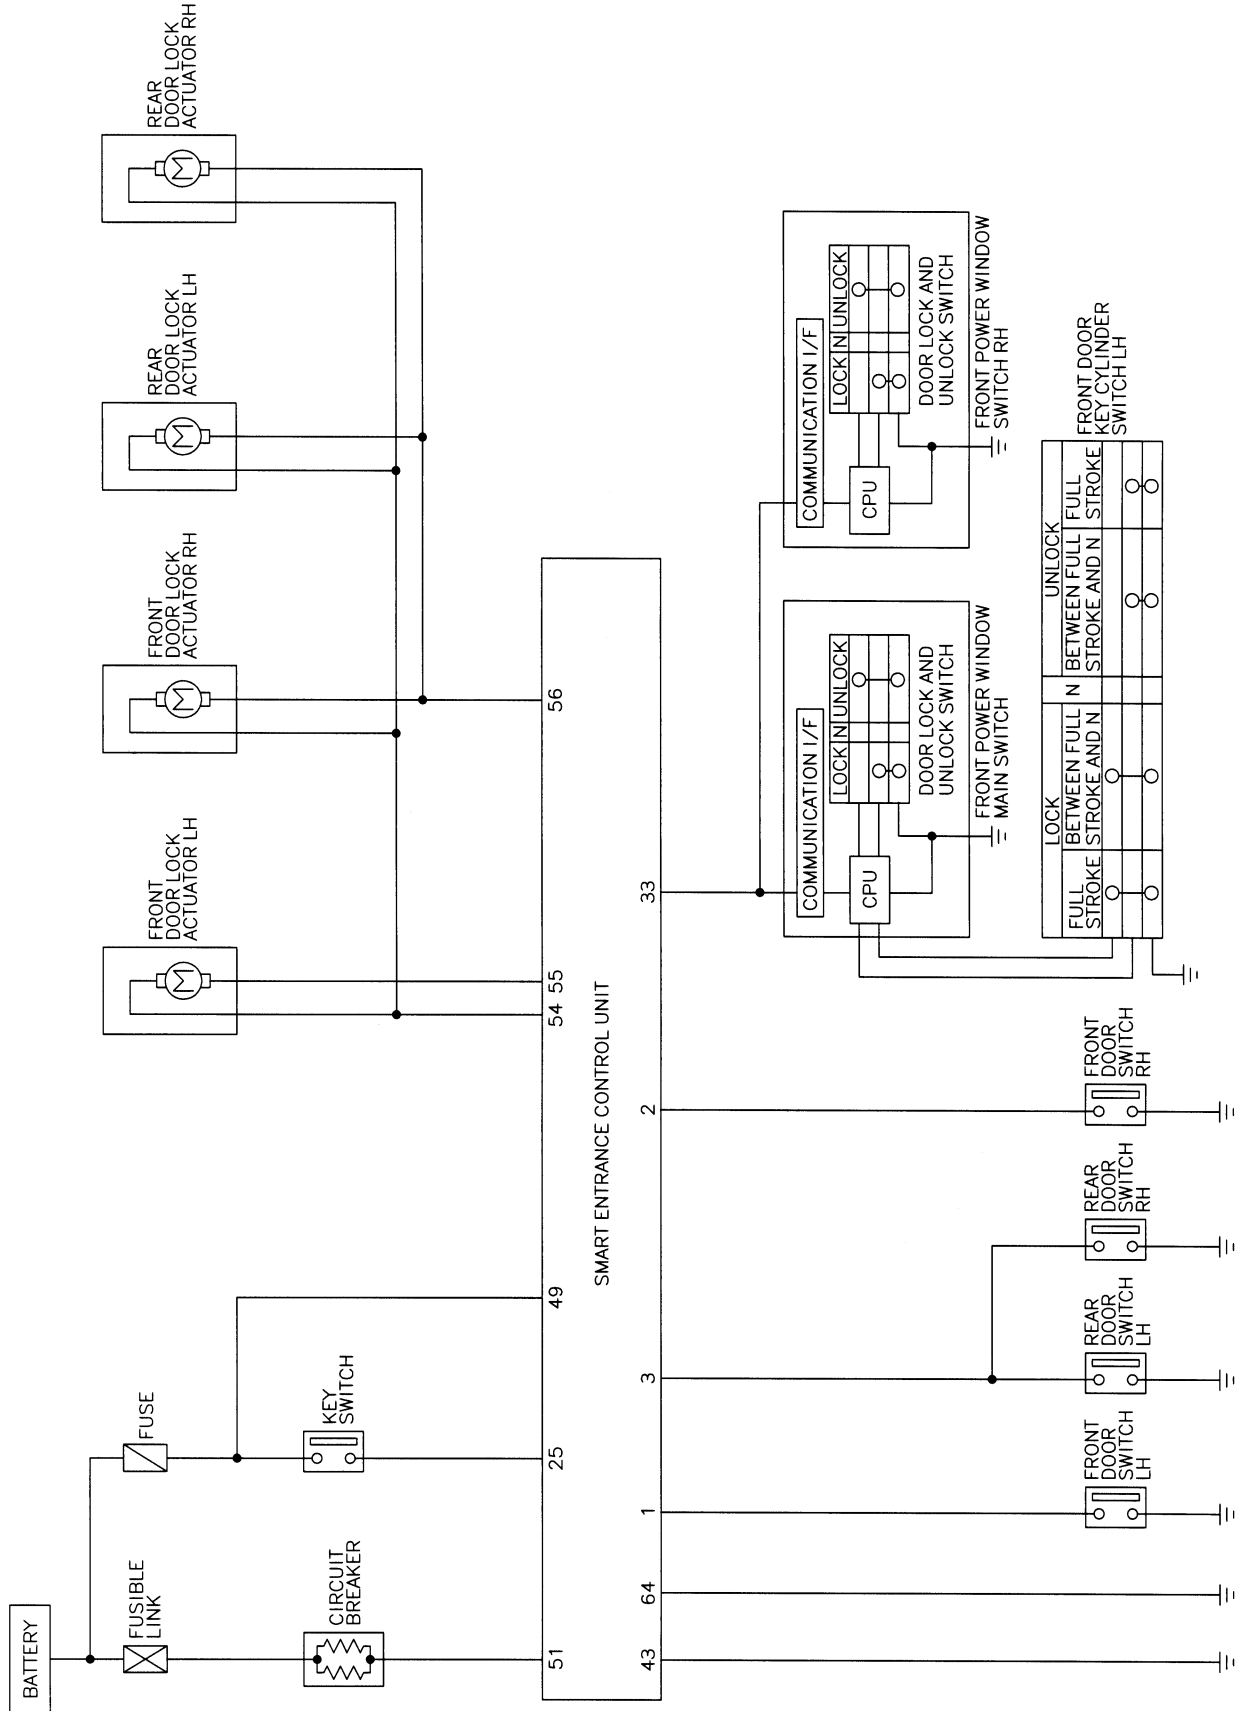 BATTERY
FUSIBLE
LINK
FUSE
CIRCUIT
BREAKER
KEY
SWITCH
FRONT
DOOR LOCK
ACTUATOR LH
FRONT
DOOR LOCK
ACTUATOR RH
REAR
DOOR LOCK
ACTUATOR LH
REAR
DOOR LOCK
ACTUATOR RH
M
M
M
M
51
25
49
54 55
56
SMART ENTRANCE CONTROL UNIT
43
64
1
3
2
33
FRONT
DOOR
SWITCH
LH
REAR
DOOR
SWITCH
LH
REAR
DOOR
SWITCH
RH
FRONT
DOOR
SWITCH
RH
COMMUNICATION I/F
CPU
LOCK N UNLOCK
DOOR LOCK AND
UNLOCK SWITCH
FRONT POWER WINDOW
MAIN SWITCH
COMMUNICATION I/F
CPU
LOCK N UNLOCK
DOOR LOCK AND
UNLOCK SWITCH
FRONT POWER WINDOW
SWITCH RH
LOCK
UNLOCK
FULL
STROKE
BETWEEN FULL
STROKE AND N
N
BETWEEN FULL
STROKE AND N
FULL
STROKE
FRONT DOOR
KEY CYLINDER
SWITCH LH